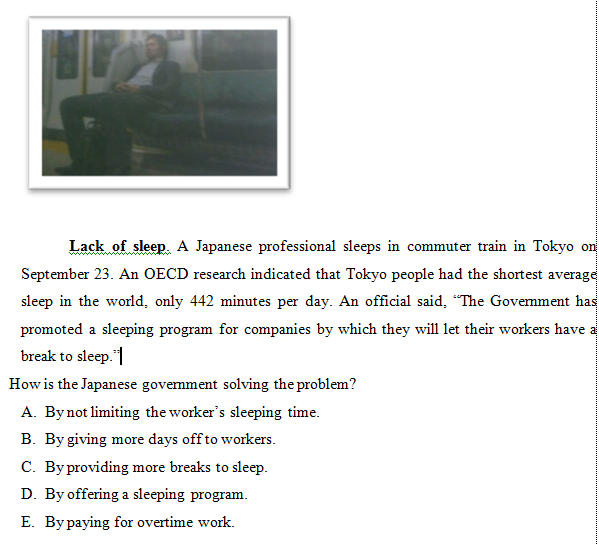 Lack of sleep. A Japanese professional sleeps in commuter train in Tokyo on
September 23. An OECD research indicated that Tokyo people had the shortest average
sleep in the world, only 442 minutes per day. An official said, “The Government has
promoted a sleeping program for companies by which they will let their workers have a
break to sleep.”
How is the Japanese government solving the problem?
A. By not limiting the worker’s sleeping time.
B. By giving more days off to workers.
C. By providing more breaks to sleep.
D. By offering a sleeping program.
E. By paying for overtime work.